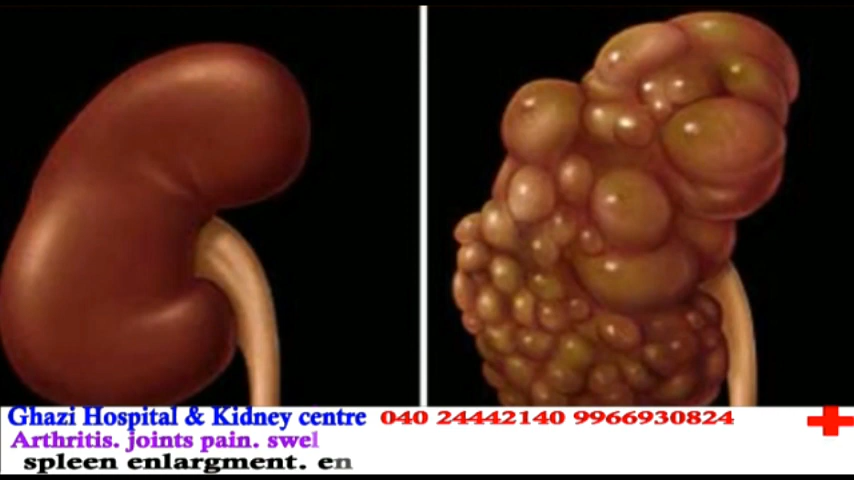 Ghazi Hospital & Kidney centre 040 24442140 9966930824
Arthritis. joints pain. swel
spleen enlargment. en